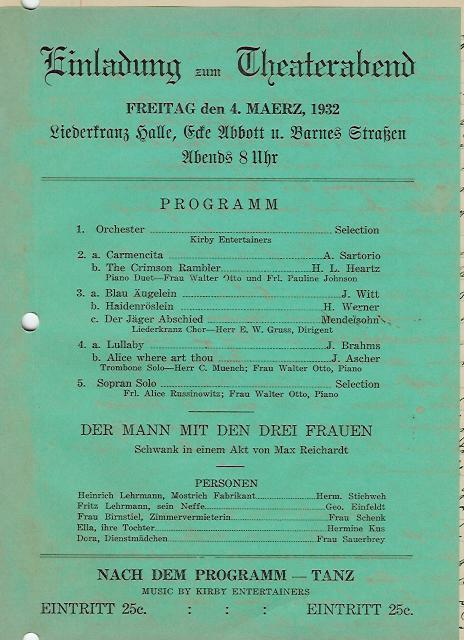 Einladung zum Theaterabend
FREITAG den 4. MAERZ, 1932
Liederkranz Halle, Ecke Abbott u. Barnes Straßen
Abends 8 Uhr
PROGRAMM
1. Orchester ........ Selection
Kirby Entertainers
2. a. Carmencita ........ A. Sartorio
b. The Crimson Rambler ........ H. L. Heartz
Piano Duet—Frau Walter Otto und Frl. Pauline Johnson
3. a. Blau Äugelein ........ J. Witt
b. Haidenröslein ........ H. Werner
c. Der Jäger Abschied ........ Mendelsohn
Liederkranz Chor—Herr E. W. Gruss, Dirigent
4. a. Lullaby ........ J. Brahms
b. Alice where art thou ........ J. Ascher
Trombone Solo—Herr C. Muench; Frau Walter Otto, Piano
5. Sopran Solo ........ Selection
Frl. Alice Russinowitz; Frau Walter Otto, Piano
DER MANN MIT DEN DREI FRAUEN
Schwank in einem Akt von Max Reichardt
PERSONEN
Heinrich Lehrmann, Mostrich Fabrikant ........ Herm. Stichweh
Fritz Lehrmann, sein Neffe ........ Geo. Einfeldt
Frau Birnstiel, Zimmervermieterin ........ Frau Schenk
Ella, ihre Tochter ........ Hermine Kus
Dora, Dienstmädchen ........ Frau Sauerbrey
NACH DEM PROGRAMM — TANZ
MUSIC BY KIRBY ENTERTAINERS
EINTRITT 25c. : : : EINTRITT 25c.